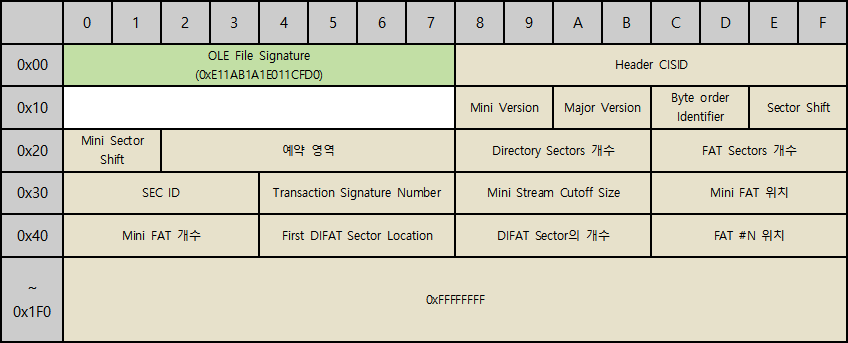 0 1 2 3 4 5 6 7 8 9 A B C D E F
0x00
OLE File Signature
(0xE11AB1A1E011CFD0)
Header CISID
0x10
Mini Version
Major Version
Byte order
Identifier
Sector Shift
0x20
Mini Sector
Shift
예약 영역
Directory Sectors 개수
FAT Sectors 개수
0x30
SEC ID
Transaction Signature Number
Mini Stream Cutoff Size
Mini FAT 위치
0x40
Mini FAT 개수
First DIFAT Sector Location
DIFAT Sector의 개수
FAT #N 위치
~
0x1F0
0xFFFFFFFF